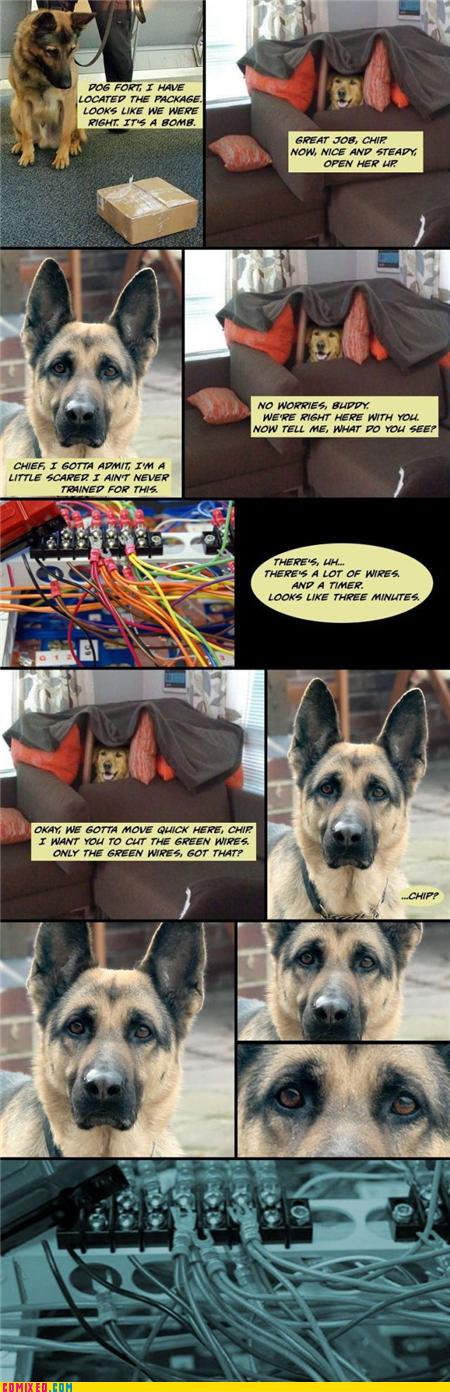 DOG FORT, I HAVE
LOCATED THE PACKAGE.
LOOKS LIKE WE WERE
RIGHT. IT'S A BOMB.
GREAT JOB, CHIP.
NOW, NICE AND STEADY,
OPEN HER UP.
CHIEF, I GOTTA ADMIT, I'M A
LITTLE SCARED. I AIN'T NEVER
TRAINED FOR THIS.
NO WORRIES, BUDDY.
WE'RE RIGHT HERE WITH YOU.
NOW TELL ME, WHAT DO YOU SEE?
THERE'S, UH...
THERE'S A LOT OF WIRES.
AND A TIMER.
LOOKS LIKE THREE MINUTES.
OKAY, WE GOTTA MOVE QUICK HERE, CHIP.
I WANT YOU TO CUT THE GREEN WIRES.
ONLY THE GREEN WIRES, GOT THAT?
...CHIP?
COMIXED.COM